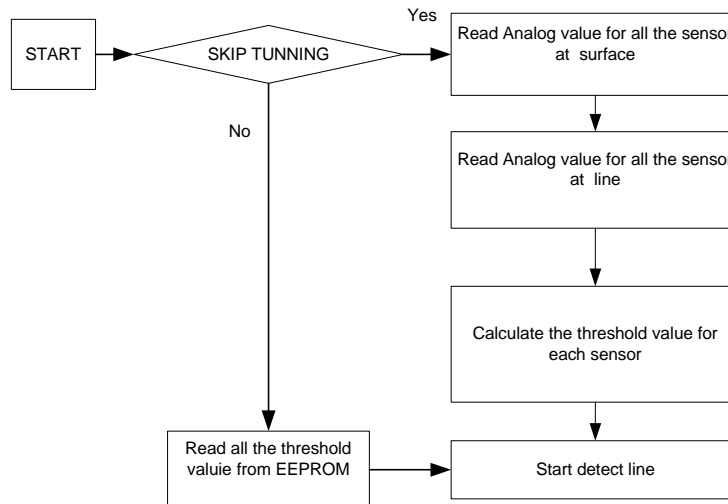 START
SKIP TUNNING
Yes
Read Analog value for all the sensor
at surface
No
Read Analog value for all the sensor
at line
Calculate the threshold value for
each sensor
Read all the threshold
valuie from EEPROM
Start detect line